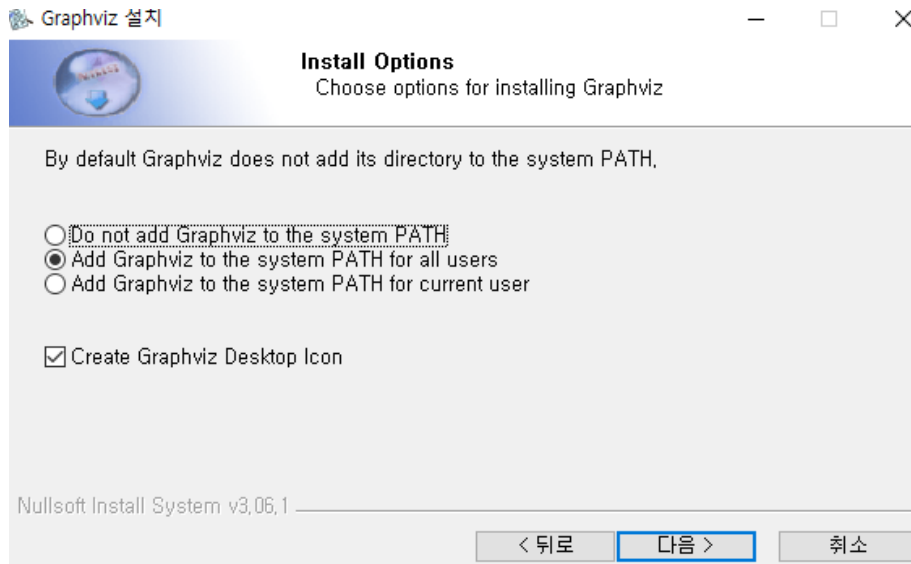 Graphviz 설치
Install Options
Choose options for installing Graphviz
By default Graphviz does not add its directory to the system PATH.
Do not add Graphviz to the system PATH
Add Graphviz to the system PATH for all users
Add Graphviz to the system PATH for current user
Create Graphviz Desktop Icon
Nullsoft Install System v3.06.1
< 뒤로
다음 >
취소